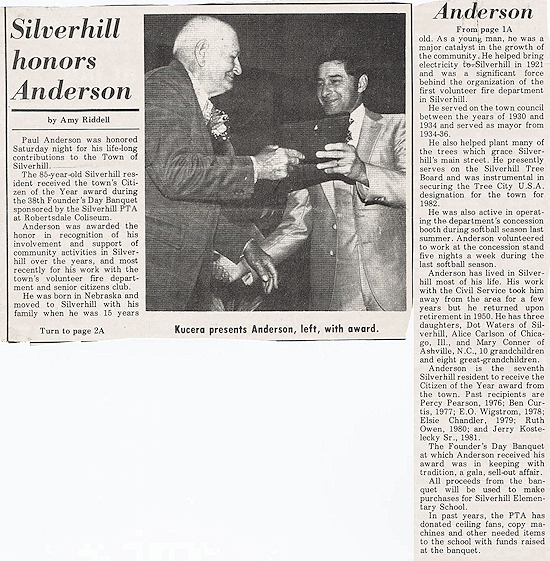 Silverhill
honors
Anderson
by Amy Riddell
Paul Anderson was honored
Saturday night for his life-long
contributions to the Town of
Silverhill.
The 85-year-old Silverhill res-
ident received the town's Citi-
zen of the Year award during
the 38th Founder's Day Banquet
sponsored by the Silverhill PTA
at Robertsdale Coliseum.
Anderson was awarded the
honor in recognition of his
involvement and support of
community activities in Silver-
hill over the years, and most
recently for his work with the
town's volunteer fire depart-
ment and senior citizens club.
He was born in Nebraska and
moved to Silverhill with his
family when he was 15 years
Turn to page 2A
Kucera presents Anderson, left, with award.
Anderson
From page 1A
old. As a young man, he was a
major catalyst in the growth of
the community. He helped bring
electricity to Silverhill in 1921
and was a significant force
behind the organization of the
first volunteer fire department
in Silverhill.
He served on the town council
between the years of 1930 and
1934 and served as mayor from
1934-36.
He also helped plant many of
the trees which grace Silver-
hill's main street. He presently
serves on the Silverhill Tree
Board and was instrumental in
securing the Tree City U.S.A.
designation for the town for
1982.
He was also active in operat-
ing the department's concession
booth during softball season last
summer. Anderson volunteered
to work at the concession stand
five nights a week during the
last softball season.
Anderson has lived in Silver-
hill most of his life. His work
with the Civil Service took him
away from the area for a few
years but he returned upon
retirement in 1950. He has three
daughters, Dot Waters of Sil-
verhill, Alice Carlson of Chica-
go, Ill., and Mary Conner of
Ashville, N.C., 10 grandchildren
and eight great-grandchildren.
Anderson is the seventh
Silverhill resident to receive the
Citizen of the Year award from
the town. Past recipients are
Percy Pearson, 1976; Ben Cur-
tis, 1977; E.O. Wigstrom, 1978;
Elsie Chandler, 1979; Ruth
Owen, 1980; and Jerry Koste-
lecky Sr., 1981.
The Founder's Day Banquet
at which Anderson received his
award was in keeping with
tradition, a gala, sell-out affair.
All proceeds from the ban-
quet will be used to make
purchases for Silverhill Elemen-
tary School.
In past years, the PTA has
donated ceiling fans, copy ma-
chines and other needed items
to the school with funds raised
at the banquet.